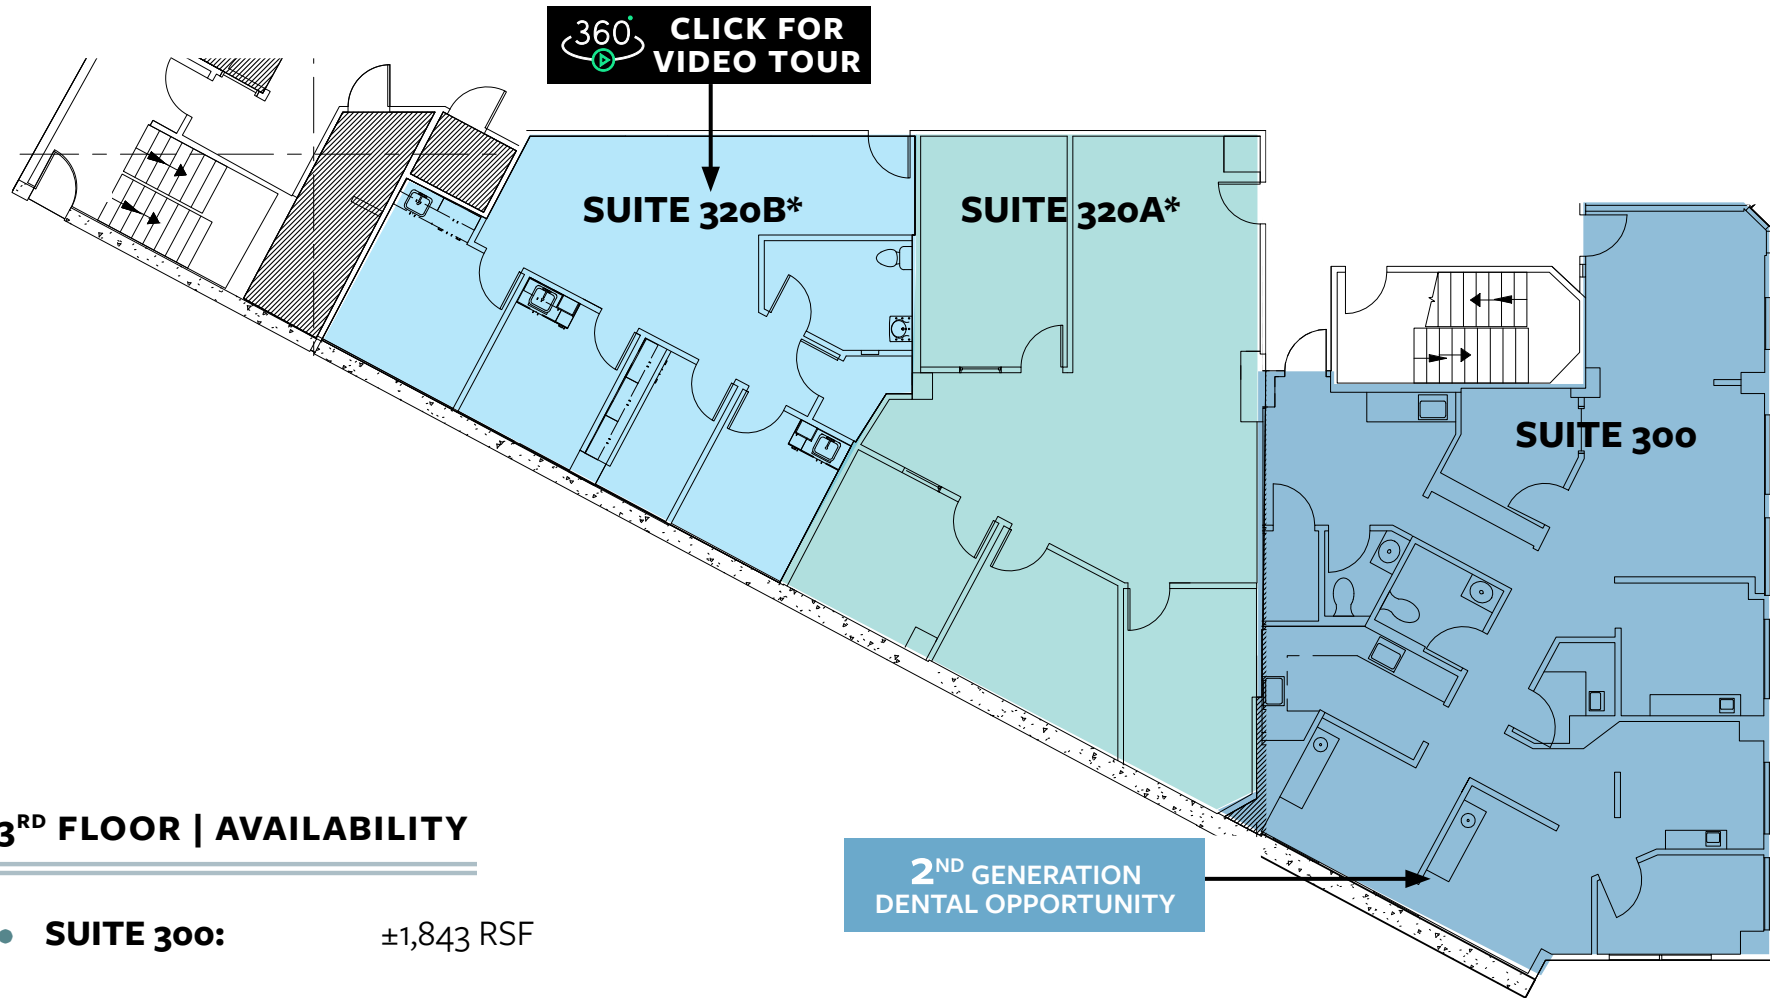 360°
CLICK FOR
VIDEO TOUR
SUITE 320B*
SUITE 320A*
SUITE 300
3RD FLOOR | AVAILABILITY
2ND GENERATION
DENTAL OPPORTUNITY
SUITE 300: ±1,843 RSF